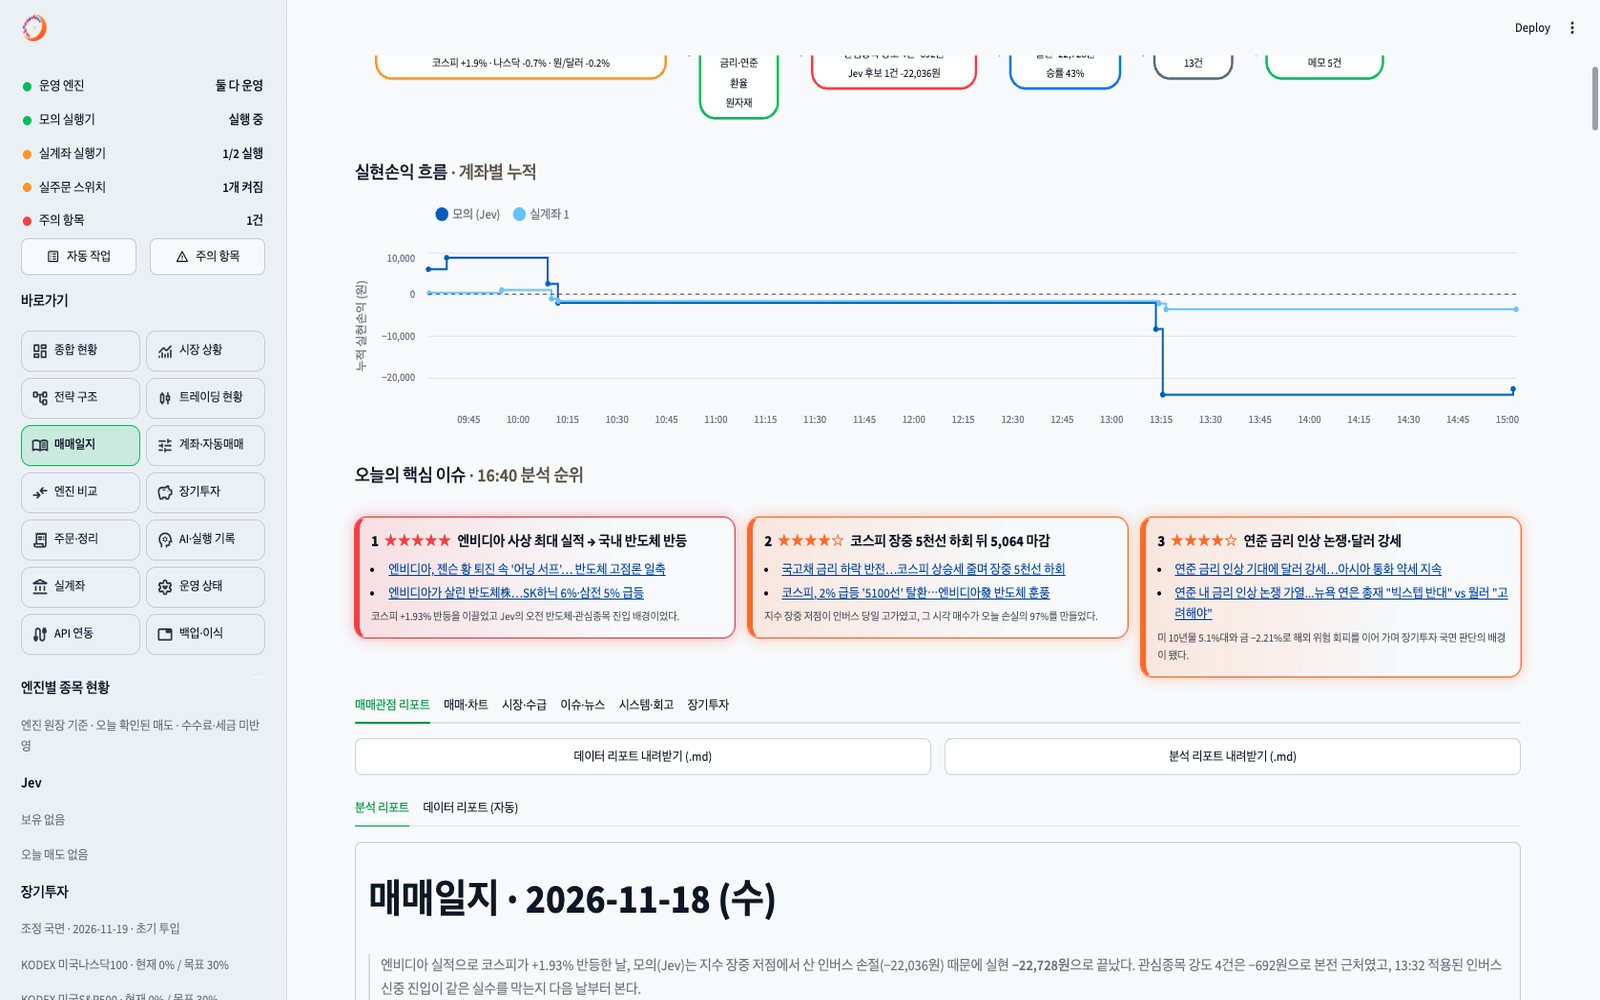 Deploy
운영 엔진 둘 다 운영
모의 실행기 실행 중
실계좌 실행기 1/2 실행
실주문 스위치 1개 켜짐
주의 항목 1건
자동 작업 주의 항목
바로가기
종합 현황 시장 상황
전략 구조 트레이딩 현황
매매일지 계좌·자동매매
엔진 비교 장기투자
주문·정리 AI·실행 기록
실계좌 운영 상태
API 연동 백업·이식
엔진별 종목 현황
엔진 원장 기준 · 오늘 확인된 매도 · 수수료·세금 미반
영
Jev
보유 없음
오늘 매도 없음
장기투자
조정 국면 · 2026-11-19 · 초기 투입
KODEX 미국나스닥100 · 현재 0% / 목표 30%
KODEX 미국S&P500 · 현재 0% / 목표 30%
코스피 +1.9% · 나스닥 -0.7% · 원/달러 -0.2%
금리·연준
환율
원자재
Jev 후보 1건 -22,036원
승률 43%
13건
메모 5건
실현손익 흐름 · 계좌별 누적
모의 (Jev) 실계좌 1
누적 실현손익 (원)
10,000
0
−10,000
−20,000
09:45 10:00 10:15 10:30 10:45 11:00 11:15 11:30 11:45 12:00 12:15 12:30 12:45 13:00 13:15 13:30 13:45 14:00 14:15 14:30 14:45 15:00
오늘의 핵심 이슈 · 16:40 분석 순위
1 ★★★★★ 엔비디아 사상 최대 실적 → 국내 반도체 반등
엔비디아, 젠슨 황 퇴진 속 '어닝 서프'… 반도체 고점론 일축
엔비디아가 살린 반도체株…SK하닉 6%·삼전 5% 급등
코스피 +1.93% 반등을 이끌었고 Jev의 오전 반도체·관심종목 진입 배경이었다.
2 ★★★★☆ 코스피 장중 5천선 하회 뒤 5,064 마감
국고채 금리 하락 반전…코스피 상승세 줄며 장중 5천선 하회
코스피, 2% 급등 '5100선' 탈환…엔비디아發 반도체 훈풍
지수 장중 저점이 인버스 당일 고가였고, 그 시각 매수가 오늘 손실의 97%를 만들었다.
3 ★★★★☆ 연준 금리 인상 논쟁·달러 강세
연준 금리 인상 기대에 달러 강세…아시아 통화 약세 지속
연준 내 금리 인상 논쟁 가열...뉴욕 연은 총재 "빅스텝 반대" vs 월러 "고
려해야"
미 10년물 5.1%대와 금 −2.21%로 해외 위험 회피를 이어 가며 장기투자 국면 판단의 배경
이 됐다.
매매관점 리포트 매매·차트 시장·수급 이슈·뉴스 시스템·회고 장기투자
데이터 리포트 내려받기 (.md) 분석 리포트 내려받기 (.md)
분석 리포트 데이터 리포트 (자동)
매매일지 · 2026-11-18 (수)
엔비디아 실적으로 코스피가 +1.93% 반등한 날, 모의(Jev)는 지수 장중 저점에서 산 인버스 손절(−22,036원) 때문에 실현 −22,728원으로 끝났다. 관심종목 강도 4건은 −692원으로 본전 근처였고, 13:32 적용된 인버스
신중 진입이 같은 실수를 막는지 다음 날부터 본다.